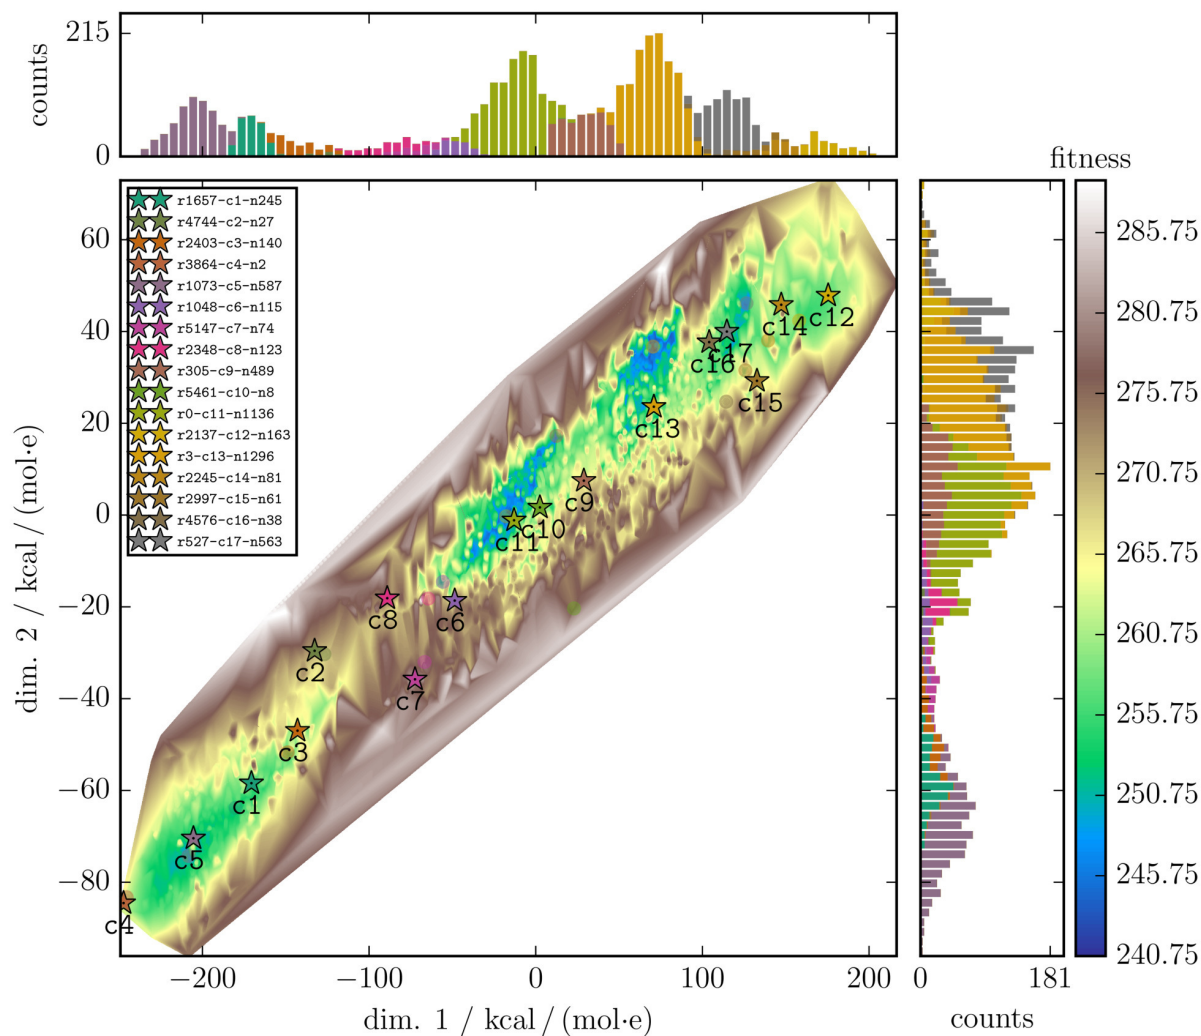 215
0
counts
fitness
r1657-c1-n245
r4744-c2-n27
r2403-c3-n140
r3864-c4-n2
r1073-c5-n587
r1048-c6-n115
r5147-c7-n74
r2348-c8-n123
r305-c9-n489
r5461-c10-n8
r0-c11-n1136
r2137-c12-n163
r3-c13-n1296
r2245-c14-n81
r2997-c15-n61
r4576-c16-n38
r527-c17-n563
60
40
20
0
−20
−40
−60
−80
dim. 2 / kcal / (mol·e)
c14
c12
c17
c16
c15
c13
c9
c10
c11
c8
c6
c2
c7
c3
c1
c5
c4
285.75
280.75
275.75
270.75
265.75
260.75
255.75
250.75
245.75
240.75
−200
−100
0
100
200
dim. 1 / kcal / (mol·e)
0
181
counts